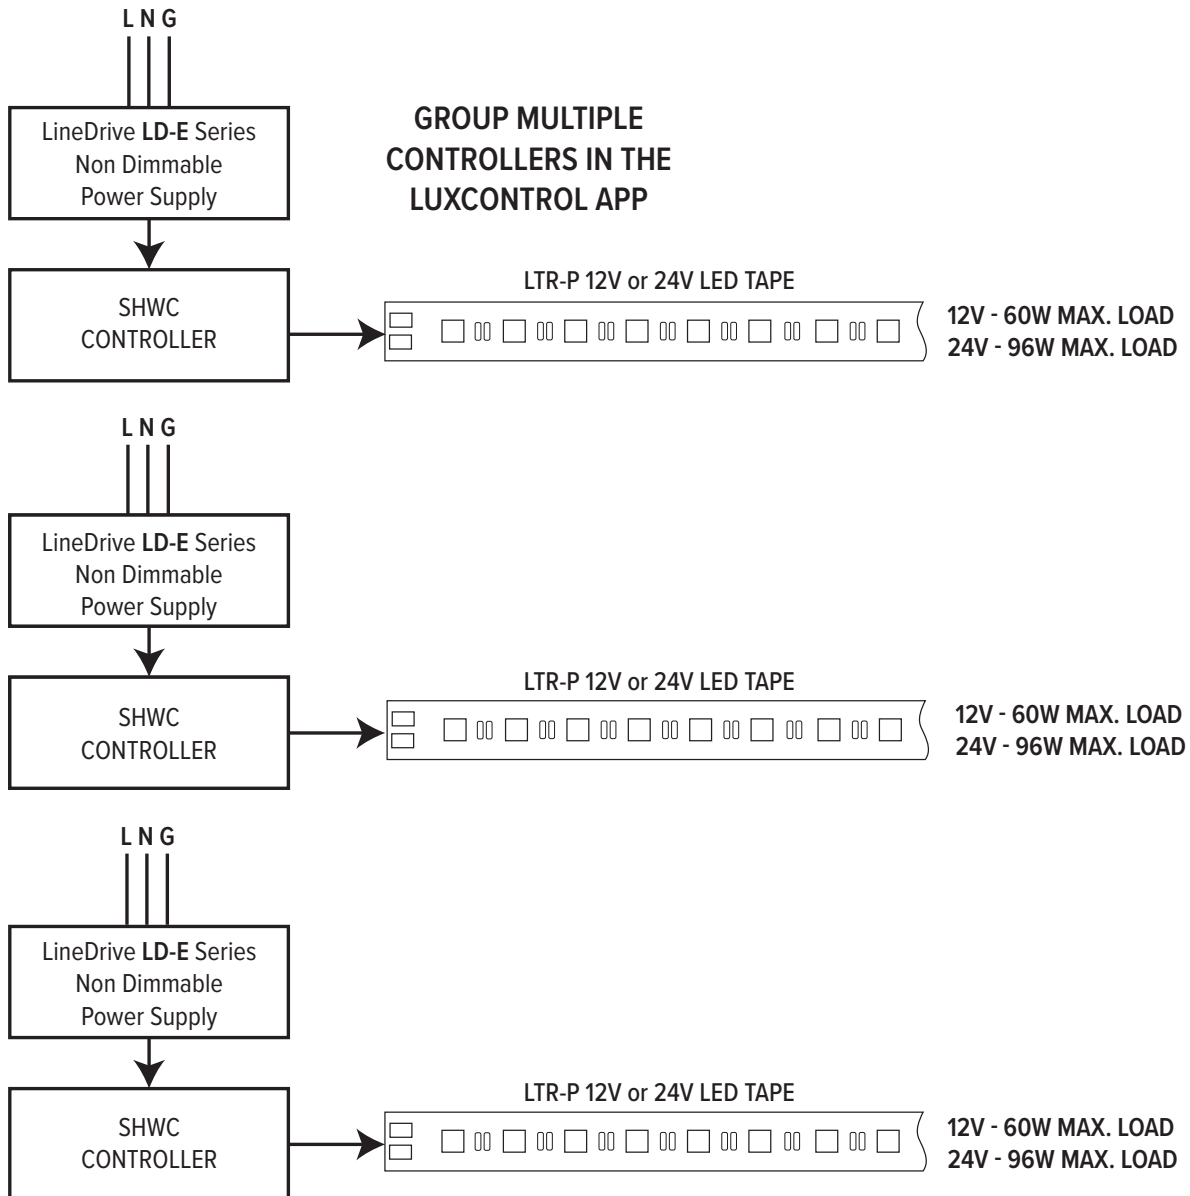 L N G
LineDrive LD-E Series
Non Dimmable
Power Supply
GROUP MULTIPLE
CONTROLLERS IN THE
LUXCONTROL APP
SHWC
CONTROLLER
LTR-P 12V or 24V LED TAPE
12V - 60W MAX. LOAD
24V - 96W MAX. LOAD
L N G
LineDrive LD-E Series
Non Dimmable
Power Supply
SHWC
CONTROLLER
LTR-P 12V or 24V LED TAPE
12V - 60W MAX. LOAD
24V - 96W MAX. LOAD
L N G
LineDrive LD-E Series
Non Dimmable
Power Supply
SHWC
CONTROLLER
LTR-P 12V or 24V LED TAPE
12V - 60W MAX. LOAD
24V - 96W MAX. LOAD